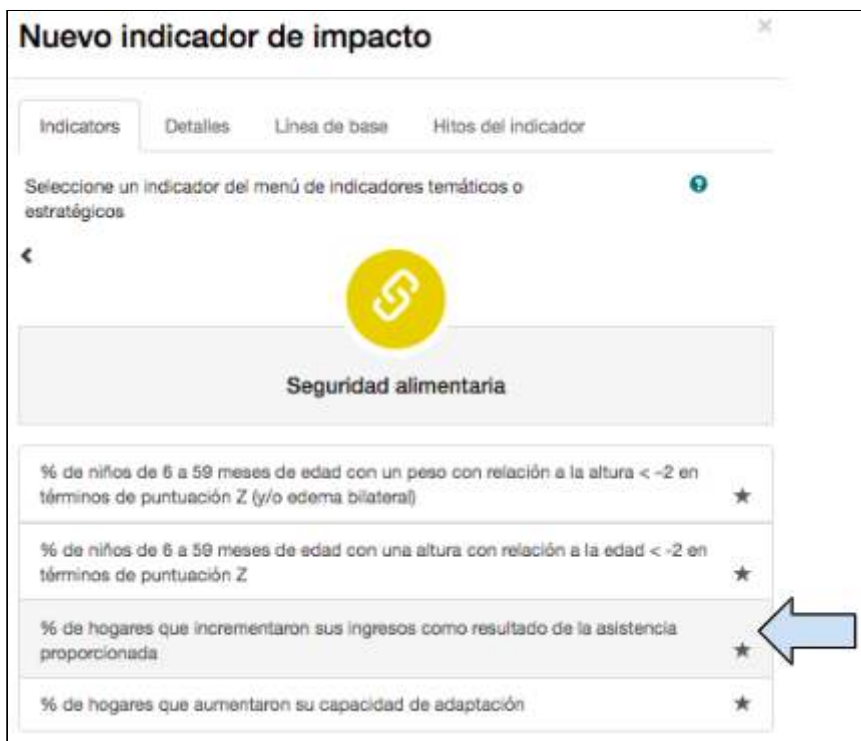 Nuevo indicador de impacto
×
Indicators Detalles Línea de base Hitos del indicador
Seleccione un indicador del menú de indicadores temáticos o
estratégicos
Seguridad alimentaria
% de niños de 6 a 59 meses de edad con un peso con relación a la altura < -2 en
términos de puntuación Z (y/o edema bilateral)
% de niños de 6 a 59 meses de edad con una altura con relación a la edad < -2 en
términos de puntuación Z
% de hogares que incrementaron sus ingresos como resultado de la asistencia
proporcionada
% de hogares que aumentaron su capacidad de adaptación